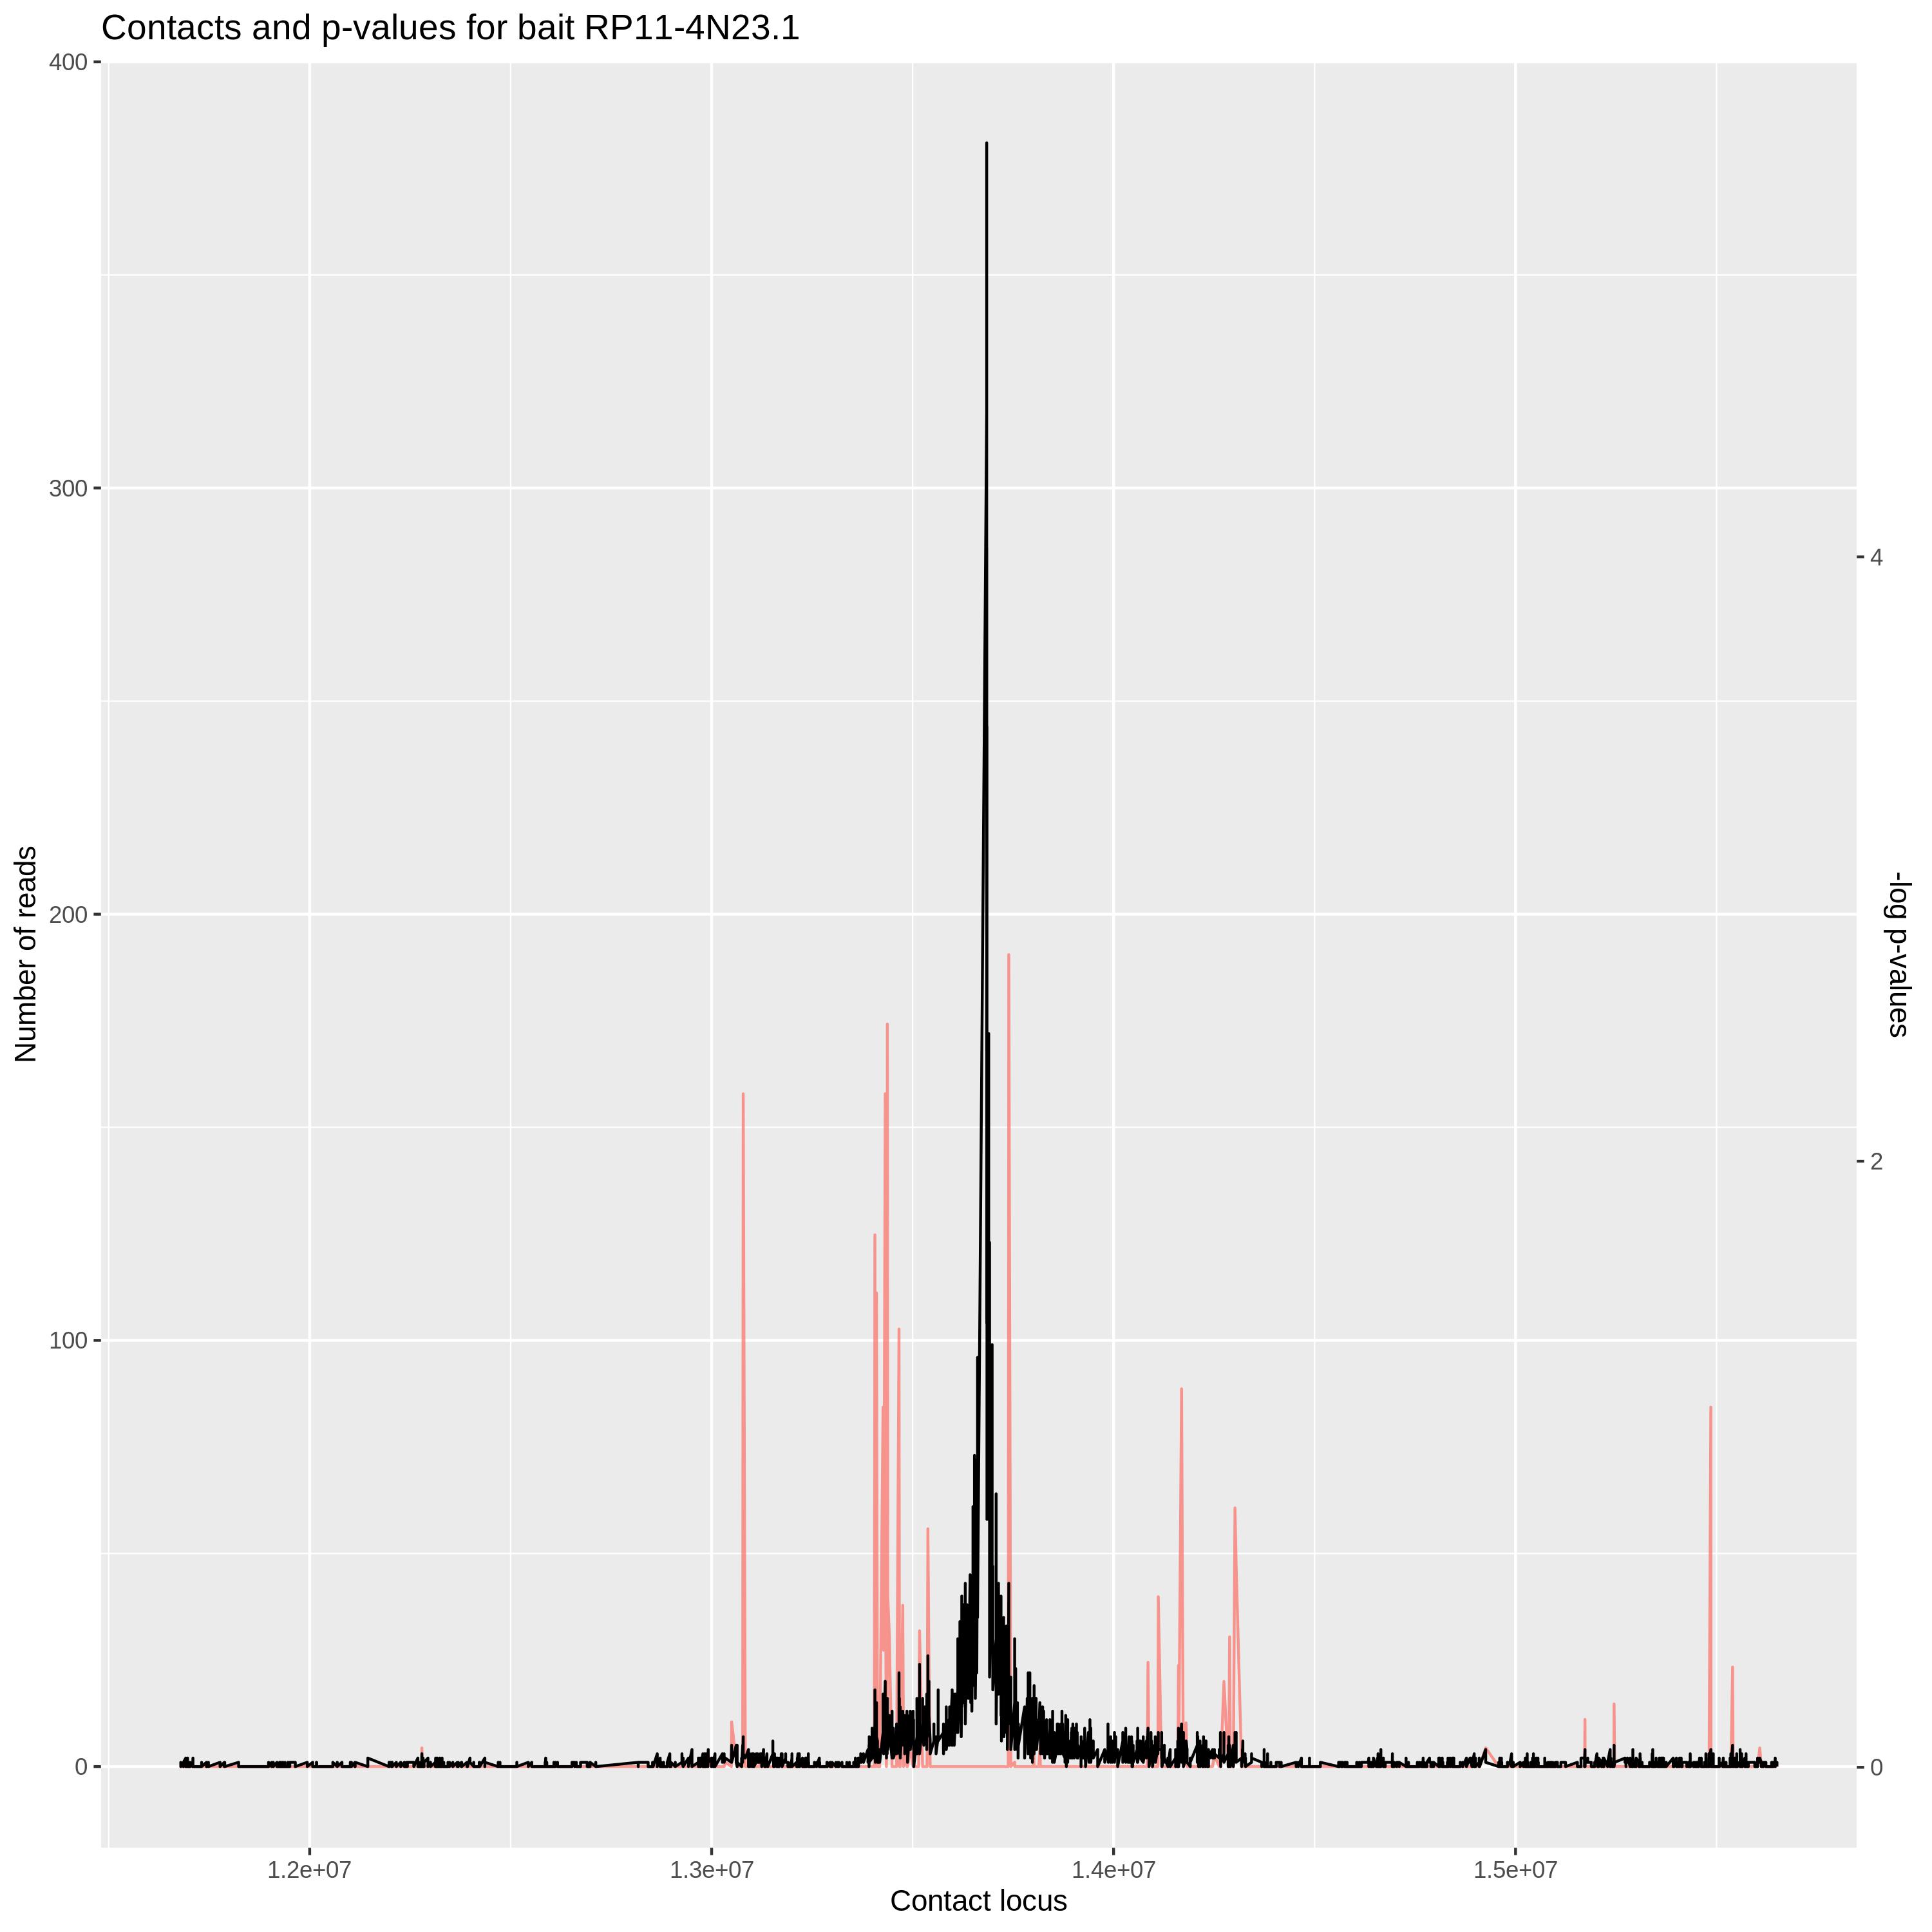 Contacts and p-values for bait RP11-4N23.1
400
300
200
100
0
Number of reads
4
2
0
-log p-values
1.2e+07
1.3e+07
1.4e+07
1.5e+07
Contact locus